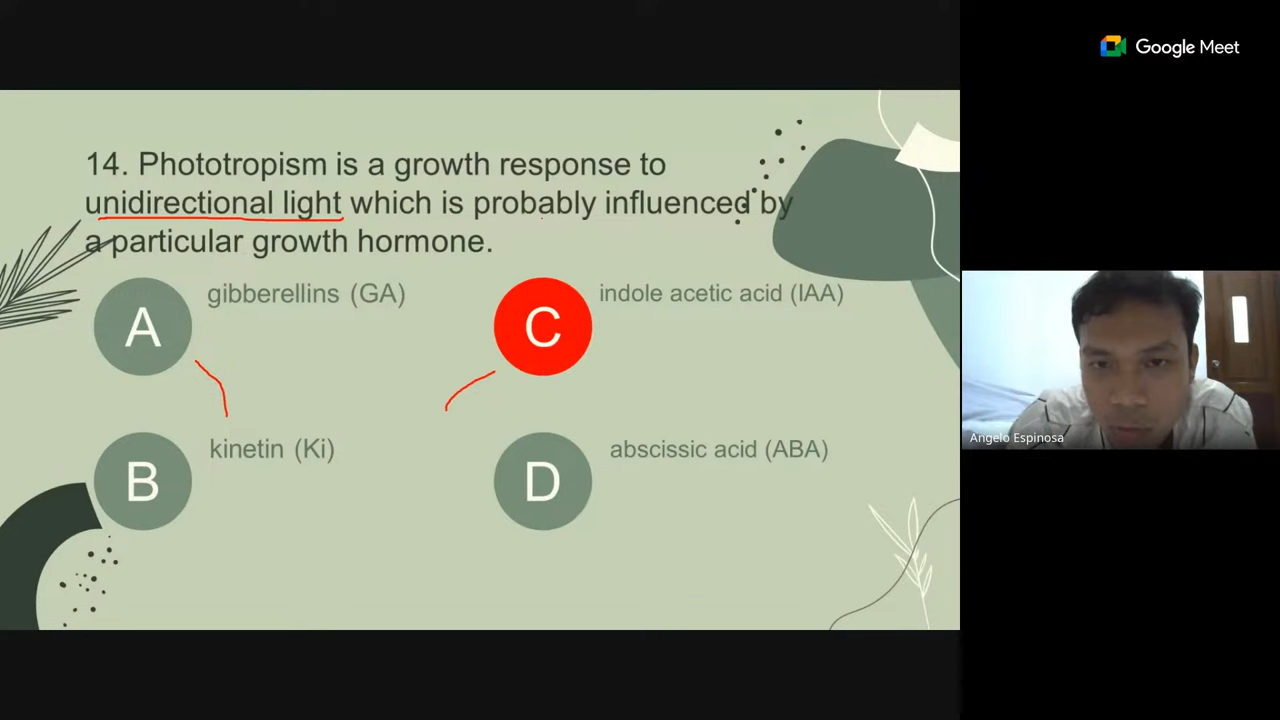 Google Meet
14. Phototropism is a growth response to
unidirectional light which is probably influenced by
a particular growth hormone.
A
gibberellins (GA)
C
indole acetic acid (IAA)
B
kinetin (Ki)
D
abscissic acid (ABA)
Angelo Espinosa